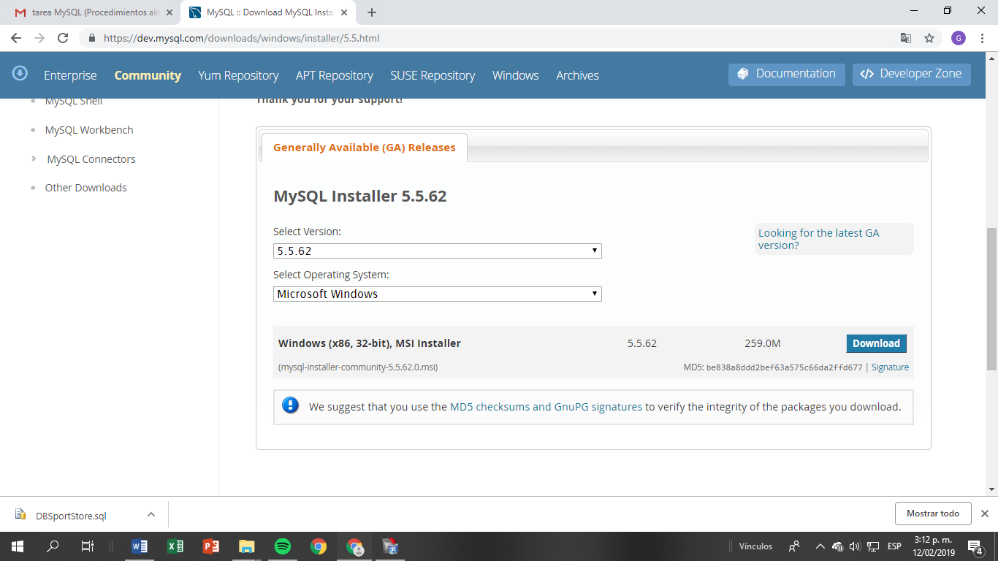 tarea MySQL (Procedimientos alm
MySQL :: Download MySQL Insta
https://dev.mysql.com/downloads/windows/installer/5.5.html
G
Enterprise Community Yum Repository APT Repository SUSE Repository Windows Archives Documentation </> Developer Zone
MySQL Shell
Thank you for your support!
MySQL Workbench
MySQL Connectors
Other Downloads
Generally Available (GA) Releases
MySQL Installer 5.5.62
Select Version:
5.5.62
Looking for the latest GA
version?
Select Operating System:
Microsoft Windows
Windows (x86, 32-bit), MSI Installer 5.5.62 259.0M Download
(mysql-installer-community-5.5.62.0.msi) MD5: be838a8ddd2bef63a575c66da2ffd677 | Signature
We suggest that you use the MD5 checksums and GnuPG signatures to verify the integrity of the packages you download.
DBSportStore.sql
Mostrar todo
Vínculos
ESP
3:12 p. m.
12/02/2019
4